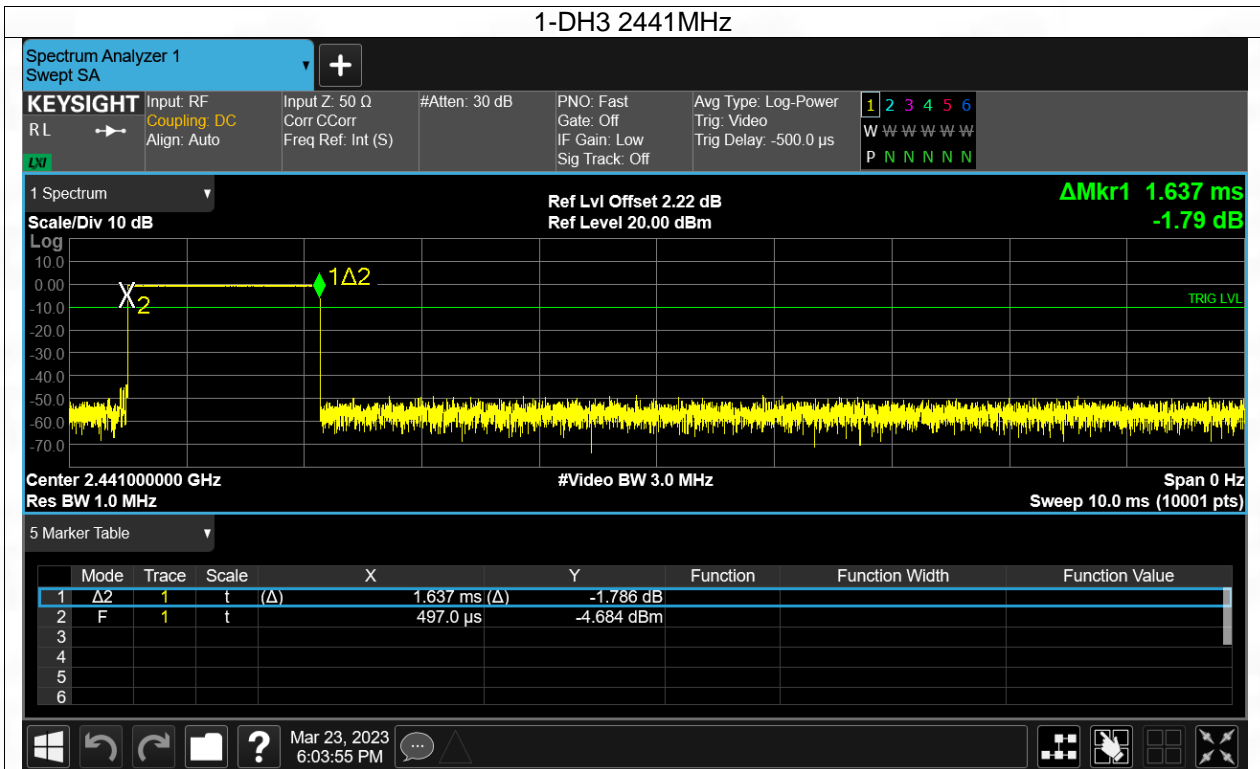 1-DH3 2441MHz
Spectrum Analyzer 1
Swept SA
KEYSIGHT
RL
LXI
Input: RF
Coupling: DC
Align: Auto
Input Z: 50 Ω
Corr CCorr
Freq Ref: Int (S)
#Atten: 30 dB
PNO: Fast
Gate: Off
IF Gain: Low
Sig Track: Off
Avg Type: Log-Power
Trig: Video
Trig Delay: -500.0 µs
1 2 3 4 5 6
W W W W W W
P N N N N N
1 Spectrum
Scale/Div 10 dB
Ref Lvl Offset 2.22 dB
Ref Level 20.00 dBm
ΔMkr1 1.637 ms
-1.79 dB
Log
10.0
0.00
-10.0
-20.0
-30.0
-40.0
-50.0
-60.0
-70.0
2
1Δ2
TRIG LVL
Center 2.441000000 GHz
#Video BW 3.0 MHz
Span 0 Hz
Res BW 1.0 MHz
Sweep 10.0 ms (10001 pts)
5 Marker Table
Mode Trace Scale X Y Function Function Width Function Value
1 Δ2 1 t (Δ) 1.637 ms (Δ) -1.786 dB
2 F 1 t 497.0 µs -4.684 dBm
3
4
5
6
?
Mar 23, 2023
6:03:55 PM